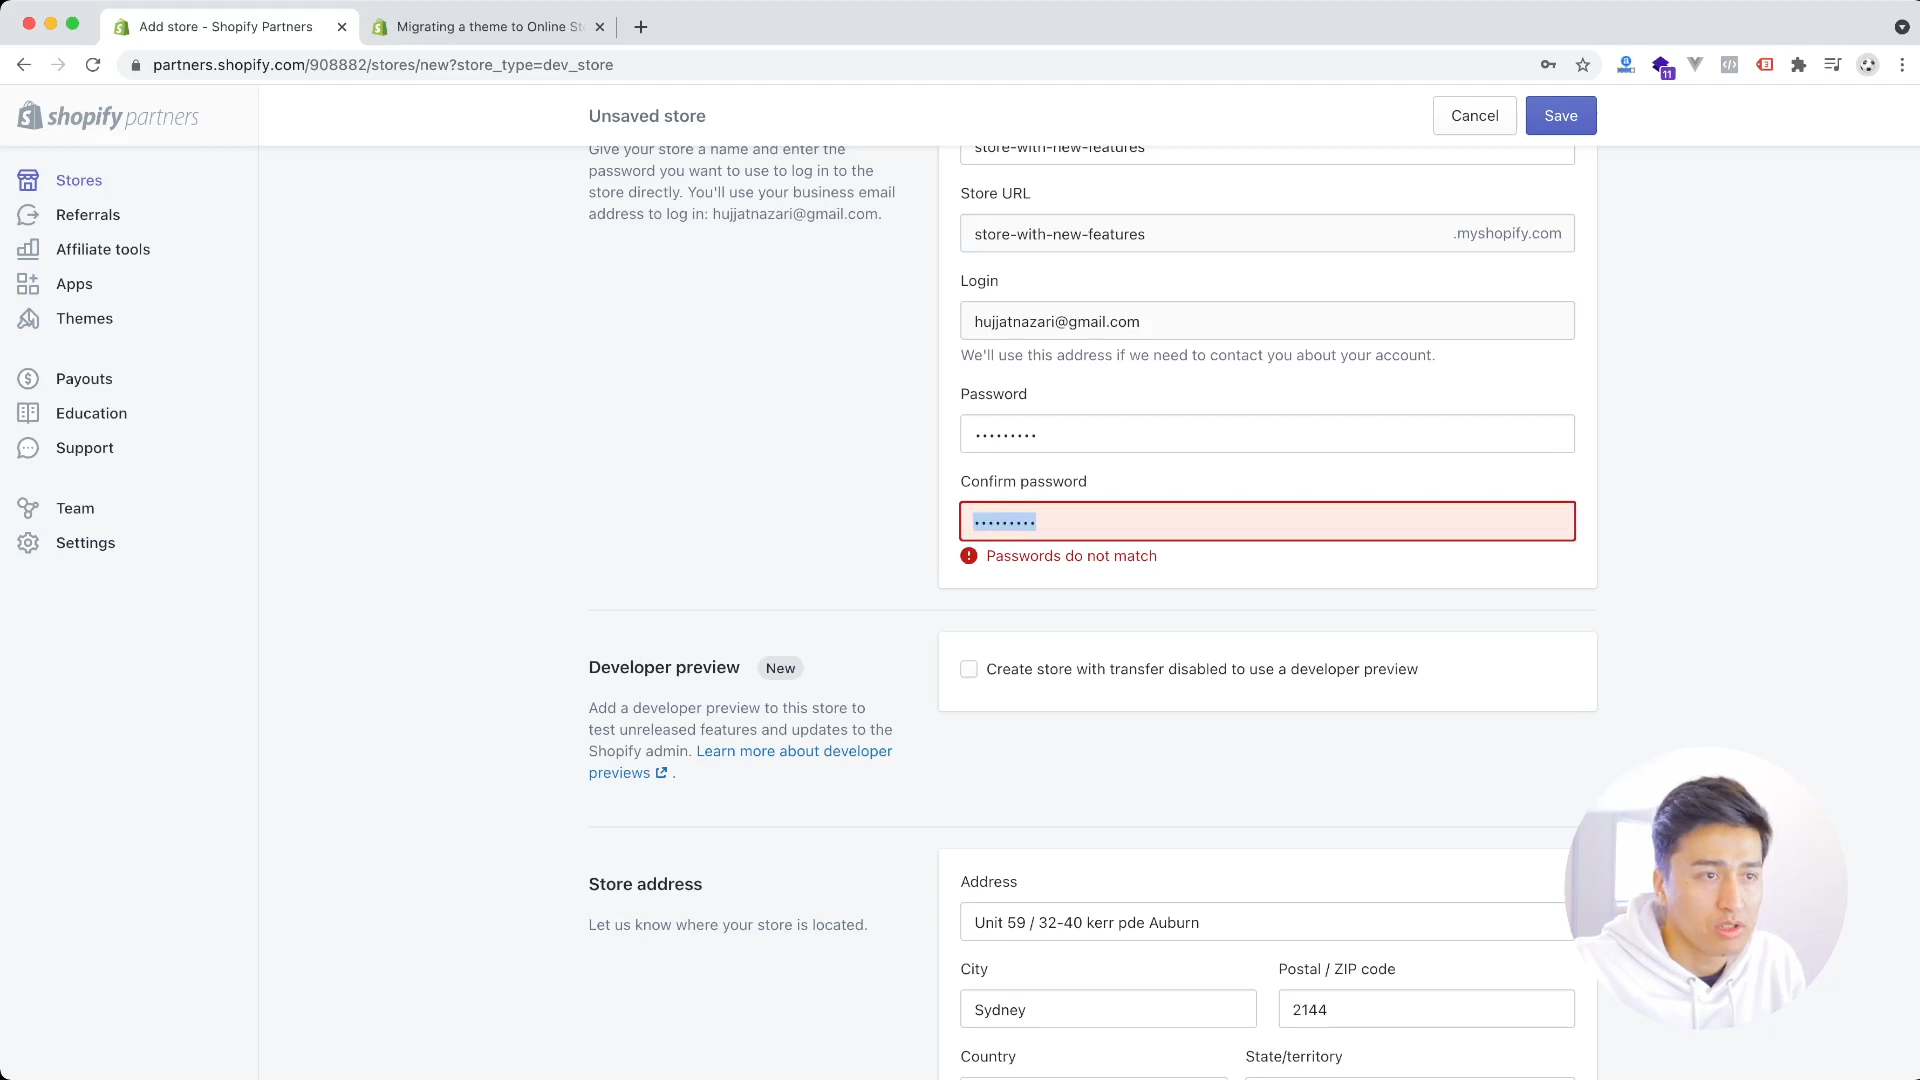 Add store - Shopify Partners
Migrating a theme to Online Sto
partners.shopify.com/908882/stores/new?store_type=dev_store
11
shopify partners
Unsaved store
Cancel
Save
Stores
Referrals
Affiliate tools
Apps
Themes
Payouts
Education
Support
Team
Settings
Give your store a name and enter the
password you want to use to log in to the
store directly. You'll use your business email
address to log in: hujjatnazari@gmail.com.
store-with-new-features
Store URL
store-with-new-features
.myshopify.com
Login
hujjatnazari@gmail.com
We'll use this address if we need to contact you about your account.
Password
•••••••••
Confirm password
•••••••••
Passwords do not match
Developer preview
New
Add a developer preview to this store to
test unreleased features and updates to the
Shopify admin. Learn more about developer
previews .
Create store with transfer disabled to use a developer preview
Store address
Let us know where your store is located.
Address
Unit 59 / 32-40 kerr pde Auburn
City
Postal / ZIP code
Sydney
2144
Country
State/territory